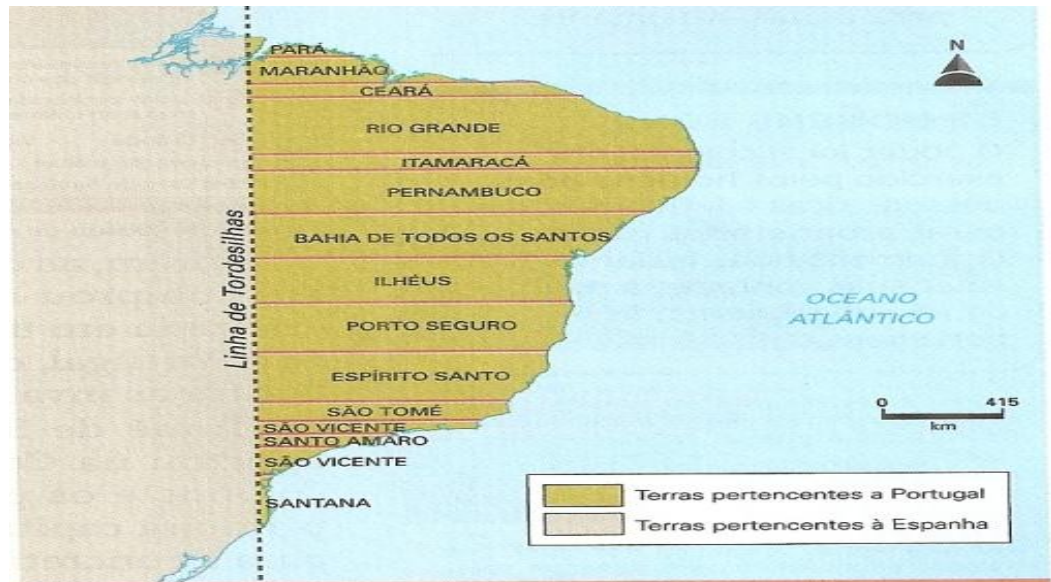 N
PARÁ
MARANHÃO
CEARÁ
RIO GRANDE
ITAMARACÁ
PERNAMBUCO
BAHIA DE TODOS OS SANTOS
ILHÉUS
PORTO SEGURO
ESPÍRITO SANTO
SÃO TOMÉ
SÃO VICENTE
SANTO AMARO
SÃO VICENTE
SANTANA
Linha de Tordesilhas
OCEANO
ATLÂNTICO
0 415
km
Terras pertencentes a Portugal
Terras pertencentes à Espanha